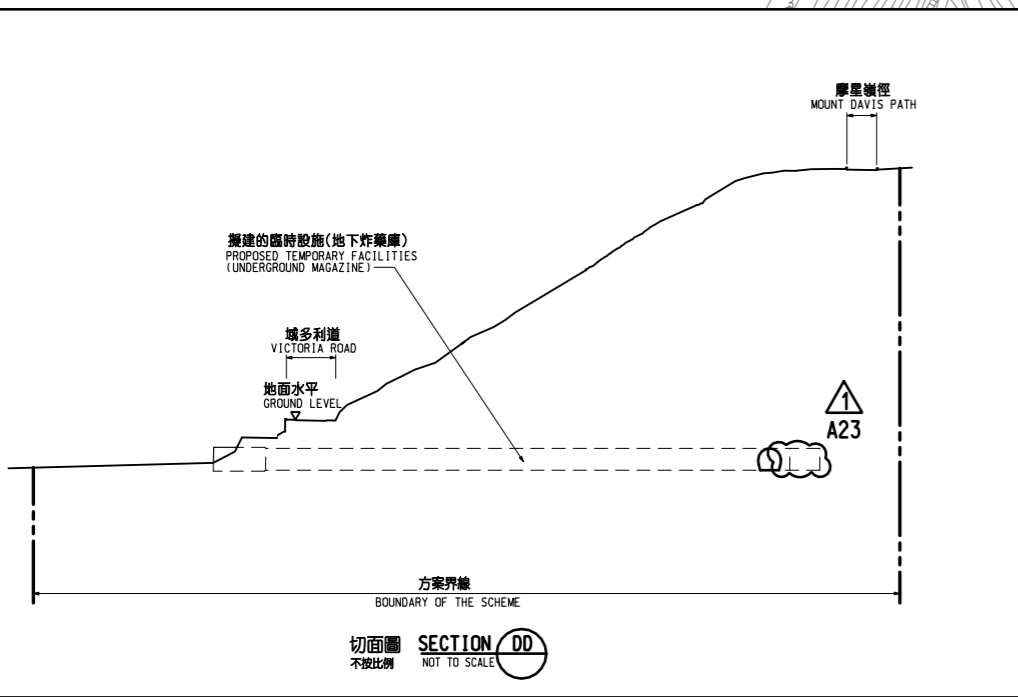 摩星嶺徑
MOUNT DAVIS PATH
擬建的臨時設施(地下炸藥庫)
PROPOSED TEMPORARY FACILITIES
(UNDERGROUND MAGAZINE)
域多利道
VICTORIA ROAD
地面水平
GROUND LEVEL
1
A23
方案界線
BOUNDARY OF THE SCHEME
切面圖 SECTION DD
不按比例 NOT TO SCALE